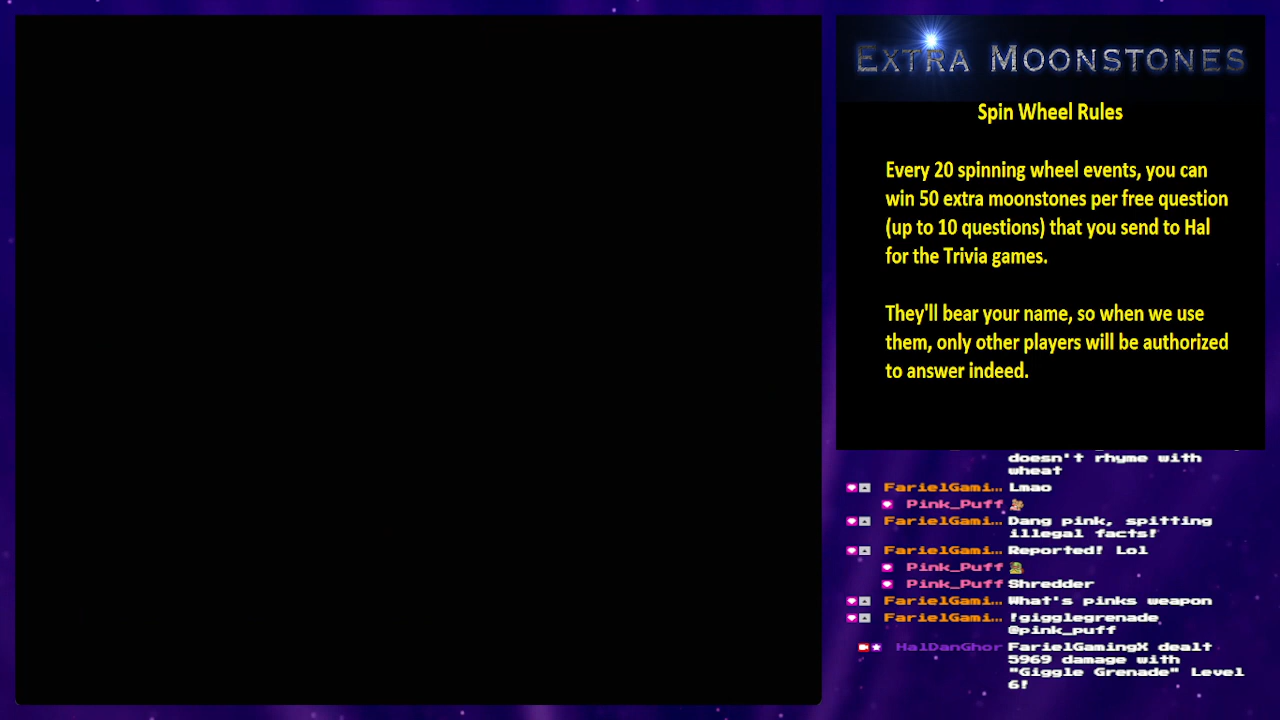 EXTRA MOONSTONES
Spin Wheel Rules
Every 20 spinning wheel events, you can
win 50 extra moonstones per free question
(up to 10 questions) that you send to Hal
for the Trivia games.
They'll bear your name, so when we use
them, only other players will be authorized
to answer indeed.
doesn't rhyme with
wheat
FarielGami... Lmao
Pink_Puff
FarielGami... Dang pink, spitting
illegal facts!
FarielGami... Reported! Lol
Pink_Puff
Pink_Puff Shredder
FarielGami... What's pinks weapon
FarielGami... !gigglegrenade
@pink_puff
HalDanGhor FarielGamingX dealt
5969 damage with
"Giggle Grenade" Level
6!